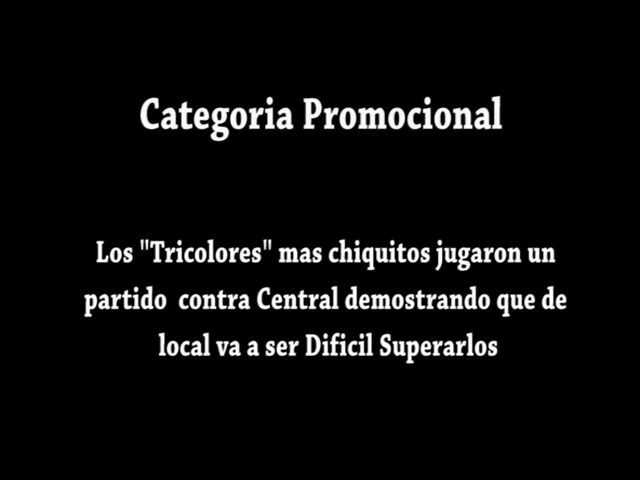 Categoria Promocional
Los "Tricolores" mas chiquitos jugaron un
partido  contra Central demostrando que de
local va a ser Dificil Superarlos